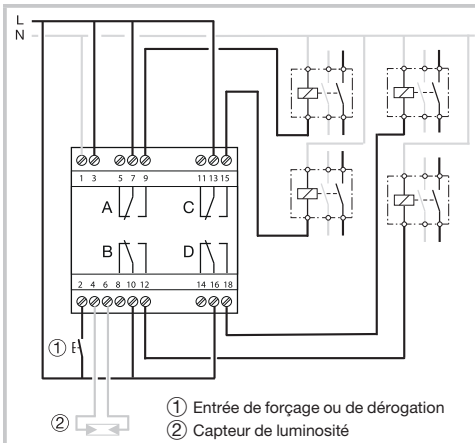 L
N
1 3 5 7 9 11 13 15
A C
B D
2 4 6 8 10 12 14 16 18
①
②
① Entrée de forçage ou de dérogation
② Capteur de luminosité